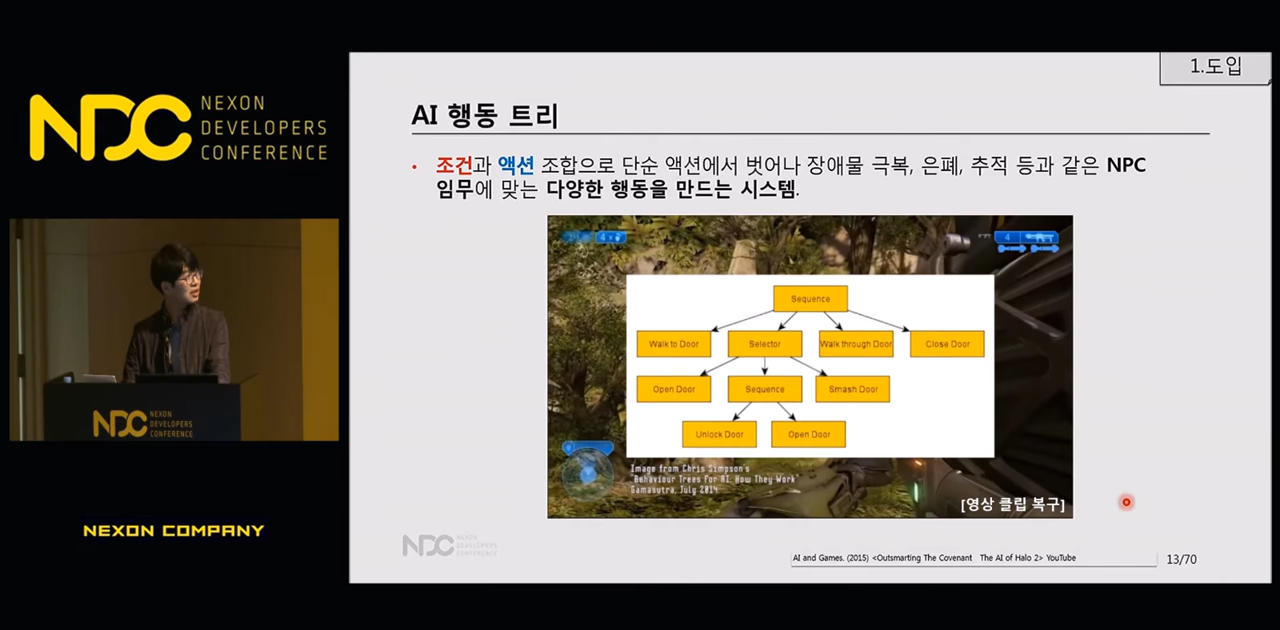 NDC
NEXON
DEVELOPERS
CONFERENCE
NDC
NEXON
DEVELOPERS
CONFERENCE
NEXON COMPANY
1.도입
AI 행동 트리
• 조건과 액션 조합으로 단순 액션에서 벗어나 장애물 극복, 은폐, 추적 등과 같은 NPC
임무에 맞는 다양한 행동을 만드는 시스템.
Sequence
Walk to Door
Selector
Walk through Door
Close Door
Open Door
Sequence
Smash Door
Unlock Door
Open Door
Image from Chris Simpson's
"Behaviour Trees For AI: How They Work"
Gamasutra, July 2014
[영상 클립 복구]
NDC
NEXON
DEVELOPERS
CONFERENCE
AI and Games. (2015) <Outsmarting The Covenant The AI of Halo 2> YouTube
13/70